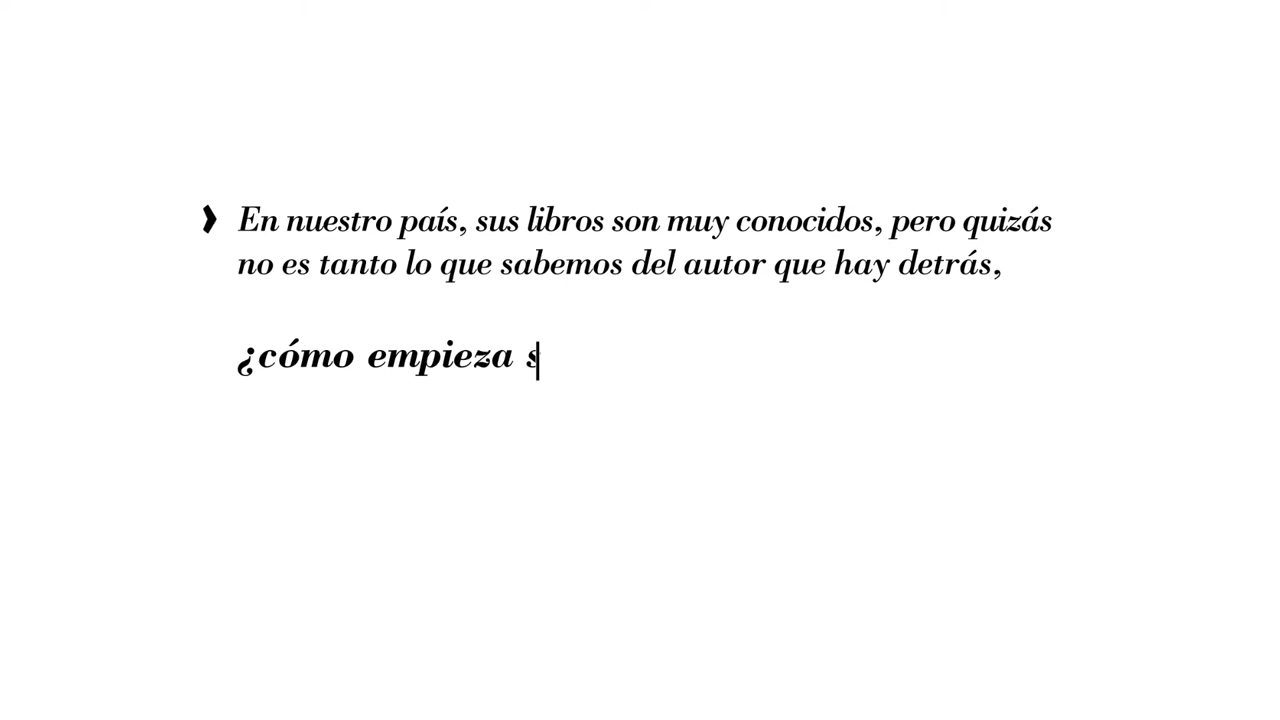 En nuestro país, sus libros son muy conocidos, pero quizás
no es tanto lo que sabemos del autor que hay detrás,
¿cómo empieza s